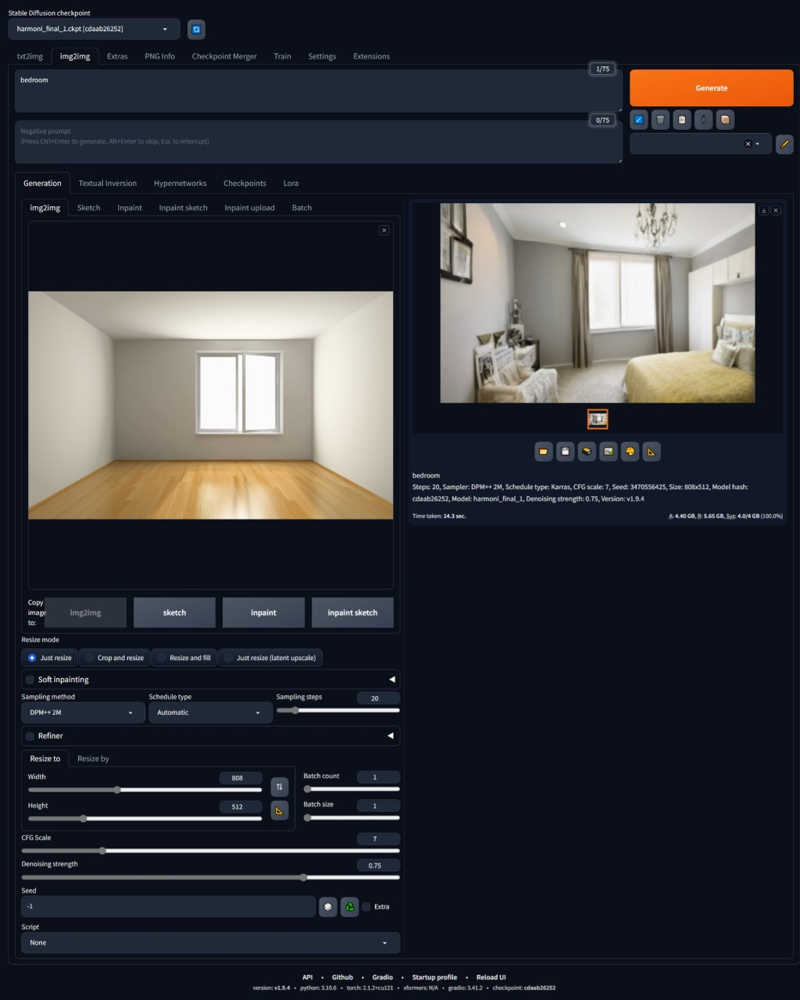 Stable Diffusion checkpoint
harmoni_final_1.ckpt [cdaab26252]
txt2img img2img Extras PNG Info Checkpoint Merger Train Settings Extensions
bedroom
1/75
Generate
Negative prompt
(Press Ctrl+Enter to generate, Alt+Enter to skip, Esc to interrupt)
0/75
Generation Textual Inversion Hypernetworks Checkpoints Lora
img2img Sketch Inpaint Inpaint sketch Inpaint upload Batch
bedroom
Steps: 20, Sampler: DPM++ 2M, Schedule type: Karras, CFG scale: 7, Seed: 3470556425, Size: 808x512, Model hash:
cdaab26252, Model: harmoni_final_1, Denoising strength: 0.75, Version: v1.9.4
Time taken: 14.3 sec.
A: 4.40 GB, R: 5.65 GB, Sys: 4.0/4 GB (100.0%)
Copy
image
to:
img2img sketch inpaint inpaint sketch
Resize mode
Just resize Crop and resize Resize and fill Just resize (latent upscale)
Soft inpainting
Sampling method Schedule type Sampling steps 20
DPM++ 2M Automatic
Refiner
Resize to Resize by
Width 808 Batch count 1
Height 512 Batch size 1
CFG Scale 7
Denoising strength 0.75
Seed
-1
Extra
Script
None
API • Github • Gradio • Startup profile • Reload UI
version: v1.9.4 • python: 3.10.6 • torch: 2.1.2+cu121 • xformers: N/A • gradio: 3.41.2 • checkpoint: cdaab26252